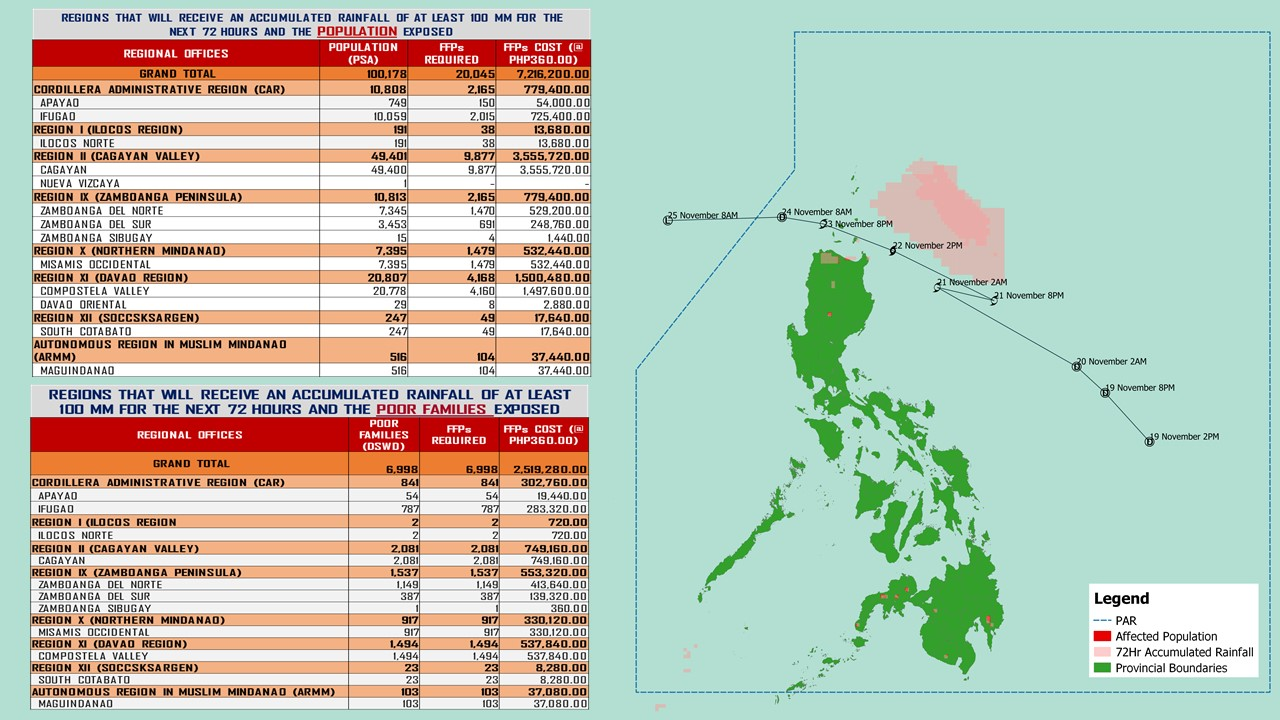 REGIONS THAT WILL RECEIVE AN ACCUMULATED RAINFALL OF AT LEAST 100 MM FOR THE
NEXT 72 HOURS AND THE POPULATION EXPOSED
REGIONAL OFFICES POPULATION (PSA) FFPs REQUIRED FFPs COST (@ PHP360.00)
GRAND TOTAL 100,178 20,045 7,216,200.00
CORDILLERA ADMINISTRATIVE REGION (CAR) 10,808 2,165 779,400.00
APAYAO 749 150 54,000.00
IFUGAO 10,059 2,015 725,400.00
REGION I (ILOCOS REGION) 191 38 13,680.00
ILOCOS NORTE 191 38 13,680.00
REGION II (CAGAYAN VALLEY) 49,401 9,877 3,555,720.00
CAGAYAN 49,400 9,877 3,555,720.00
NUEVA VIZCAYA 1 - -
REGION IX (ZAMBOANGA PENINSULA) 10,813 2,165 779,400.00
ZAMBOANGA DEL NORTE 7,345 1,470 529,200.00
ZAMBOANGA DEL SUR 3,453 691 248,760.00
ZAMBOANGA SIBUGAY 15 4 1,440.00
REGION X (NORTHERN MINDANAO) 7,395 1,479 532,440.00
MISAMIS OCCIDENTAL 7,395 1,479 532,440.00
REGION XI (DAVAO REGION) 20,807 4,168 1,500,480.00
COMPOSTELA VALLEY 20,778 4,160 1,497,600.00
DAVAO ORIENTAL 29 8 2,880.00
REGION XII (SOCCSKSARGEN) 247 49 17,640.00
SOUTH COTABATO 247 49 17,640.00
AUTONOMOUS REGION IN MUSLIM MINDANAO
(ARMM) 516 104 37,440.00
MAGUINDANAO 516 104 37,440.00
REGIONS THAT WILL RECEIVE AN ACCUMULATED RAINFALL OF AT LEAST
100 MM FOR THE NEXT 72 HOURS AND THE POOR FAMILIES EXPOSED
REGIONAL OFFICES POOR FAMILIES (DSWD) FFPs REQUIRED FFPs COST (@ PHP360.00)
GRAND TOTAL 6,998 6,998 2,519,280.00
CORDILLERA ADMINISTRATIVE REGION (CAR) 841 841 302,760.00
APAYAO 54 54 19,440.00
IFUGAO 787 787 283,320.00
REGION I (ILOCOS REGION 2 2 720.00
ILOCOS NORTE 2 2 720.00
REGION II (CAGAYAN VALLEY) 2,081 2,081 749,160.00
CAGAYAN 2,081 2,081 749,160.00
REGION IX (ZAMBOANGA PENINSULA) 1,537 1,537 553,320.00
ZAMBOANGA DEL NORTE 1,149 1,149 413,640.00
ZAMBOANGA DEL SUR 387 387 139,320.00
ZAMBOANGA SIBUGAY 1 1 360.00
REGION X (NORTHERN MINDANAO) 917 917 330,120.00
MISAMIS OCCIDENTAL 917 917 330,120.00
REGION XI (DAVAO REGION) 1,494 1,494 537,840.00
COMPOSTELA VALLEY 1,494 1,494 537,840.00
REGION XII (SOCCSKSARGEN) 23 23 8,280.00
SOUTH COTABATO 23 23 8,280.00
AUTONOMOUS REGION IN MUSLIM MINDANAO (ARMM) 103 103 37,080.00
MAGUINDANAO 103 103 37,080.00
25 November 8AM
24 November 8AM
23 November 8PM
22 November 2PM
21 November 2AM
21 November 8PM
20 November 2AM
19 November 8PM
19 November 2PM
Legend
PAR
Affected Population
72Hr Accumulated Rainfall
Provincial Boundaries